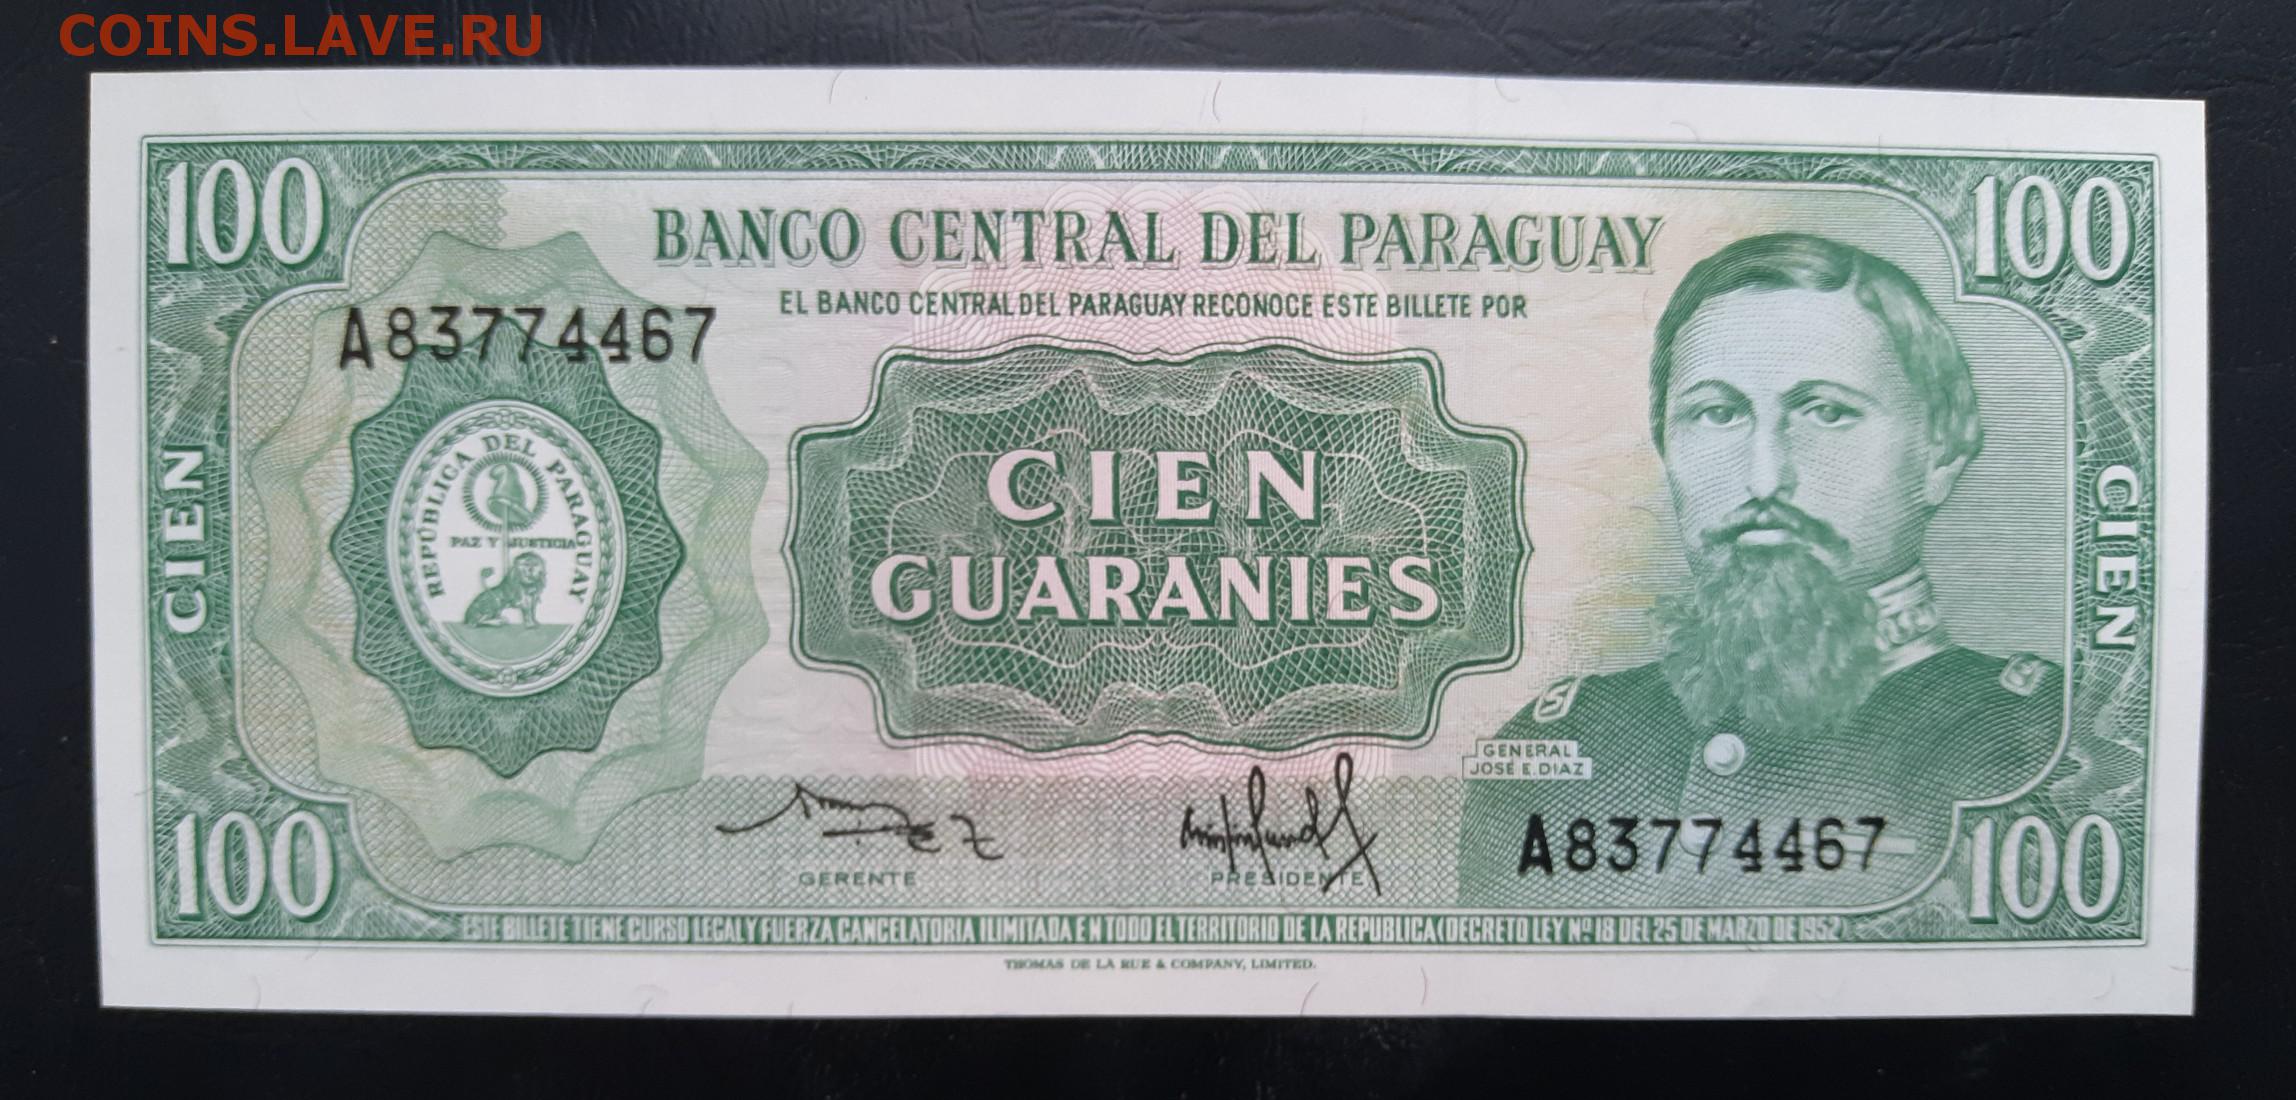 COINS.LAVE.RU
100
100
BANCO CENTRAL DEL PARAGUAY
EL BANCO CENTRAL DEL PARAGUAY RECONOCE ESTE BILLETE POR
A83774467
REPÚBLICA DEL PARAGUAY
PAZ Y JUSTICIA
CIEN
CIEN
GUARANIES
CIEN
GENERAL
JOSÉ E. DIAZ
A83774467
GERENTE
PRESIDENTE
100
100
ESTE BILLETE TIENE CURSO LEGAL Y FUERZA CANCELATORIA ILIMITADA EN TODO EL TERRITORIO DE LA REPUBLICA (DECRETO LEY Nº 18 DEL 25 DE MARZO DE 1952)
THOMAS DE LA RUE & COMPANY, LIMITED.